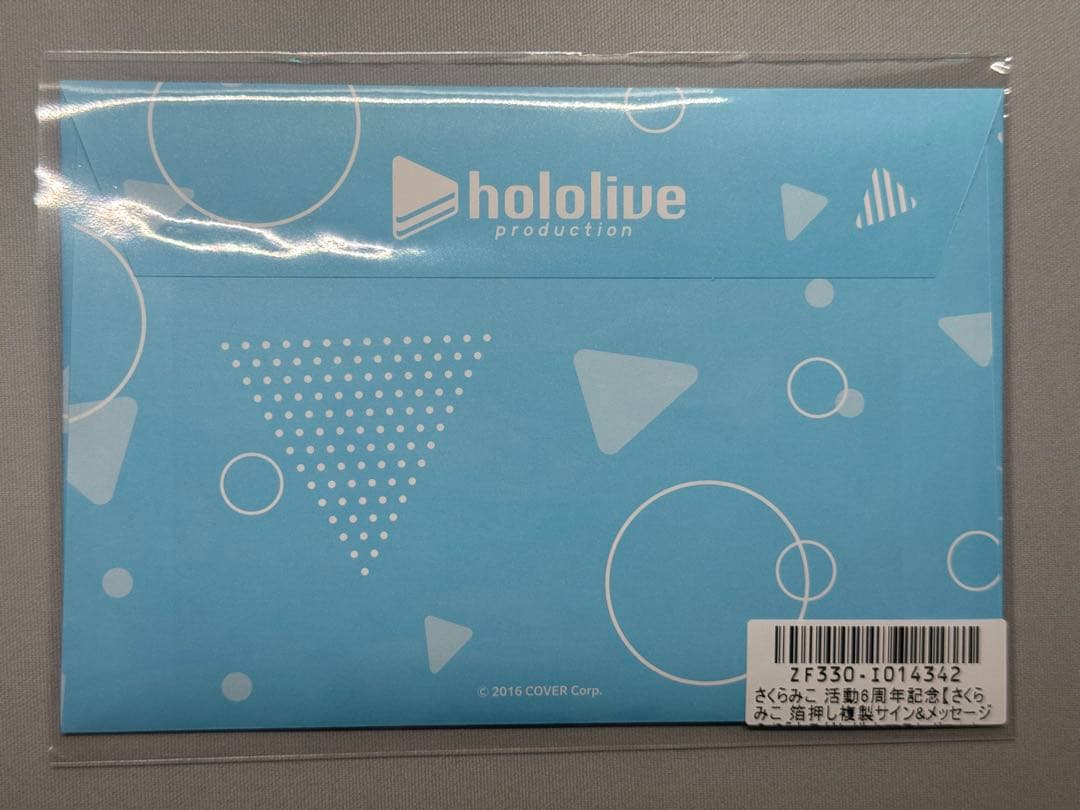 hololive
production
© 2016 COVER Corp.
ZF330-I014342
さくらみこ 活動6周年記念【さくら
みこ 箔押し複製サイン&メッセージ